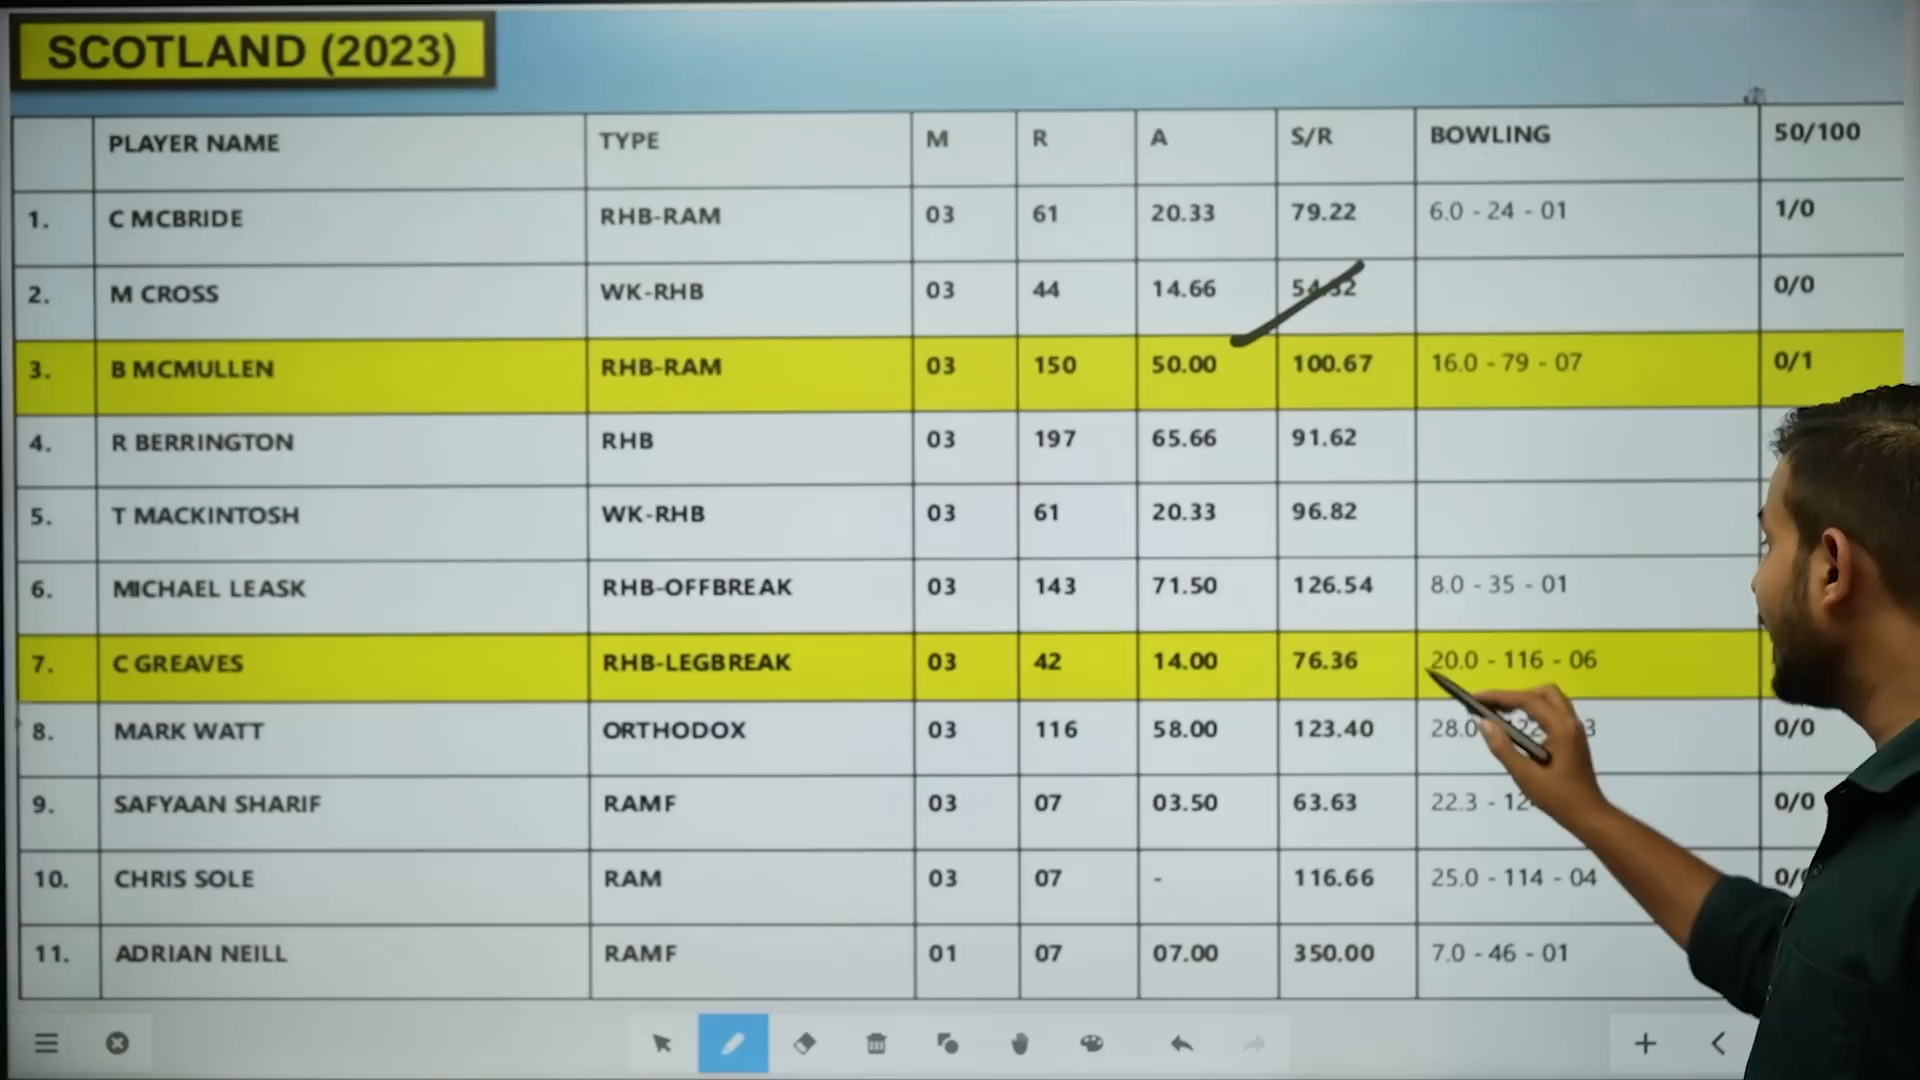 SCOTLAND (2023)
PLAYER NAME TYPE M R A S/R BOWLING 50/100
1. C MCBRIDE RHB-RAM 03 61 20.33 79.22 6.0 - 24 - 01 1/0
2. M CROSS WK-RHB 03 44 14.66 0/0
3. B MCMULLEN RHB-RAM 03 150 50.00 100.67 16.0 - 79 - 07 0/1
4. R BERRINGTON RHB 03 197 65.66 91.62
5. T MACKINTOSH WK-RHB 03 61 20.33 96.82
6. MICHAEL LEASK RHB-OFFBREAK 03 143 71.50 126.54 8.0 - 35 - 01
7. C GREAVES RHB-LEGBREAK 03 42 14.00 76.36 20.0 - 116 - 06
8. MARK WATT ORTHODOX 03 116 58.00 123.40 28.0 0/0
9. SAFYAAN SHARIF RAMF 03 07 03.50 63.63 22.3 - 0/0
10. CHRIS SOLE RAM 03 07 - 116.66 25.0 - 114 - 04
11. ADRIAN NEILL RAMF 01 07 07.00 350.00 7.0 - 46 - 01